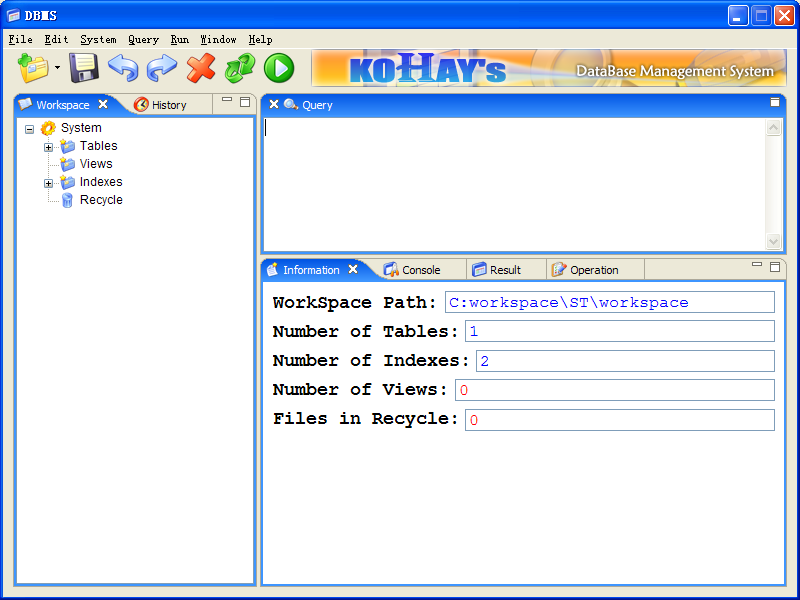 DBMS
File Edit System Query Run Window Help
KOHAY'S
DataBase Management System
Workspace
History
System
Tables
Views
Indexes
Recycle
Query
Information
Console
Result
Operation
WorkSpace Path: C:workspace\ST\workspace
Number of Tables: 1
Number of Indexes: 2
Number of Views: 0
Files in Recycle: 0